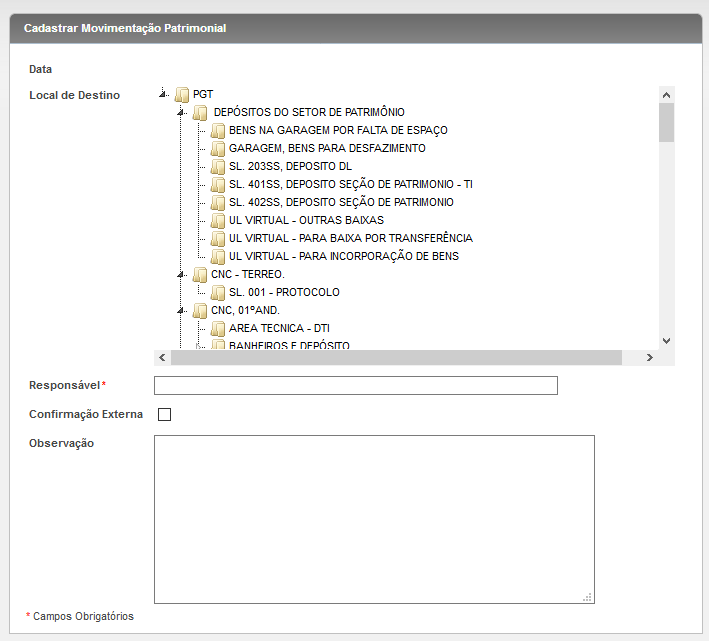 Cadastrar Movimentação Patrimonial
Data
Local de Destino
PGT
DEPÓSITOS DO SETOR DE PATRIMÔNIO
BENS NA GARAGEM POR FALTA DE ESPAÇO
GARAGEM, BENS PARA DESFAZIMENTO
SL. 203SS, DEPOSITO DL
SL. 401SS, DEPOSITO SEÇÃO DE PATRIMONIO - TI
SL. 402SS, DEPOSITO SEÇÃO DE PATRIMONIO
UL VIRTUAL - OUTRAS BAIXAS
UL VIRTUAL - PARA BAIXA POR TRANSFERÊNCIA
UL VIRTUAL - PARA INCORPORAÇÃO DE BENS
CNC - TERREO.
SL. 001 - PROTOCOLO
CNC, 01ºAND.
AREA TECNICA - DTI
BANHEIROS E DEPÓSITO
Responsável*
Confirmação Externa
Observação
* Campos Obrigatórios